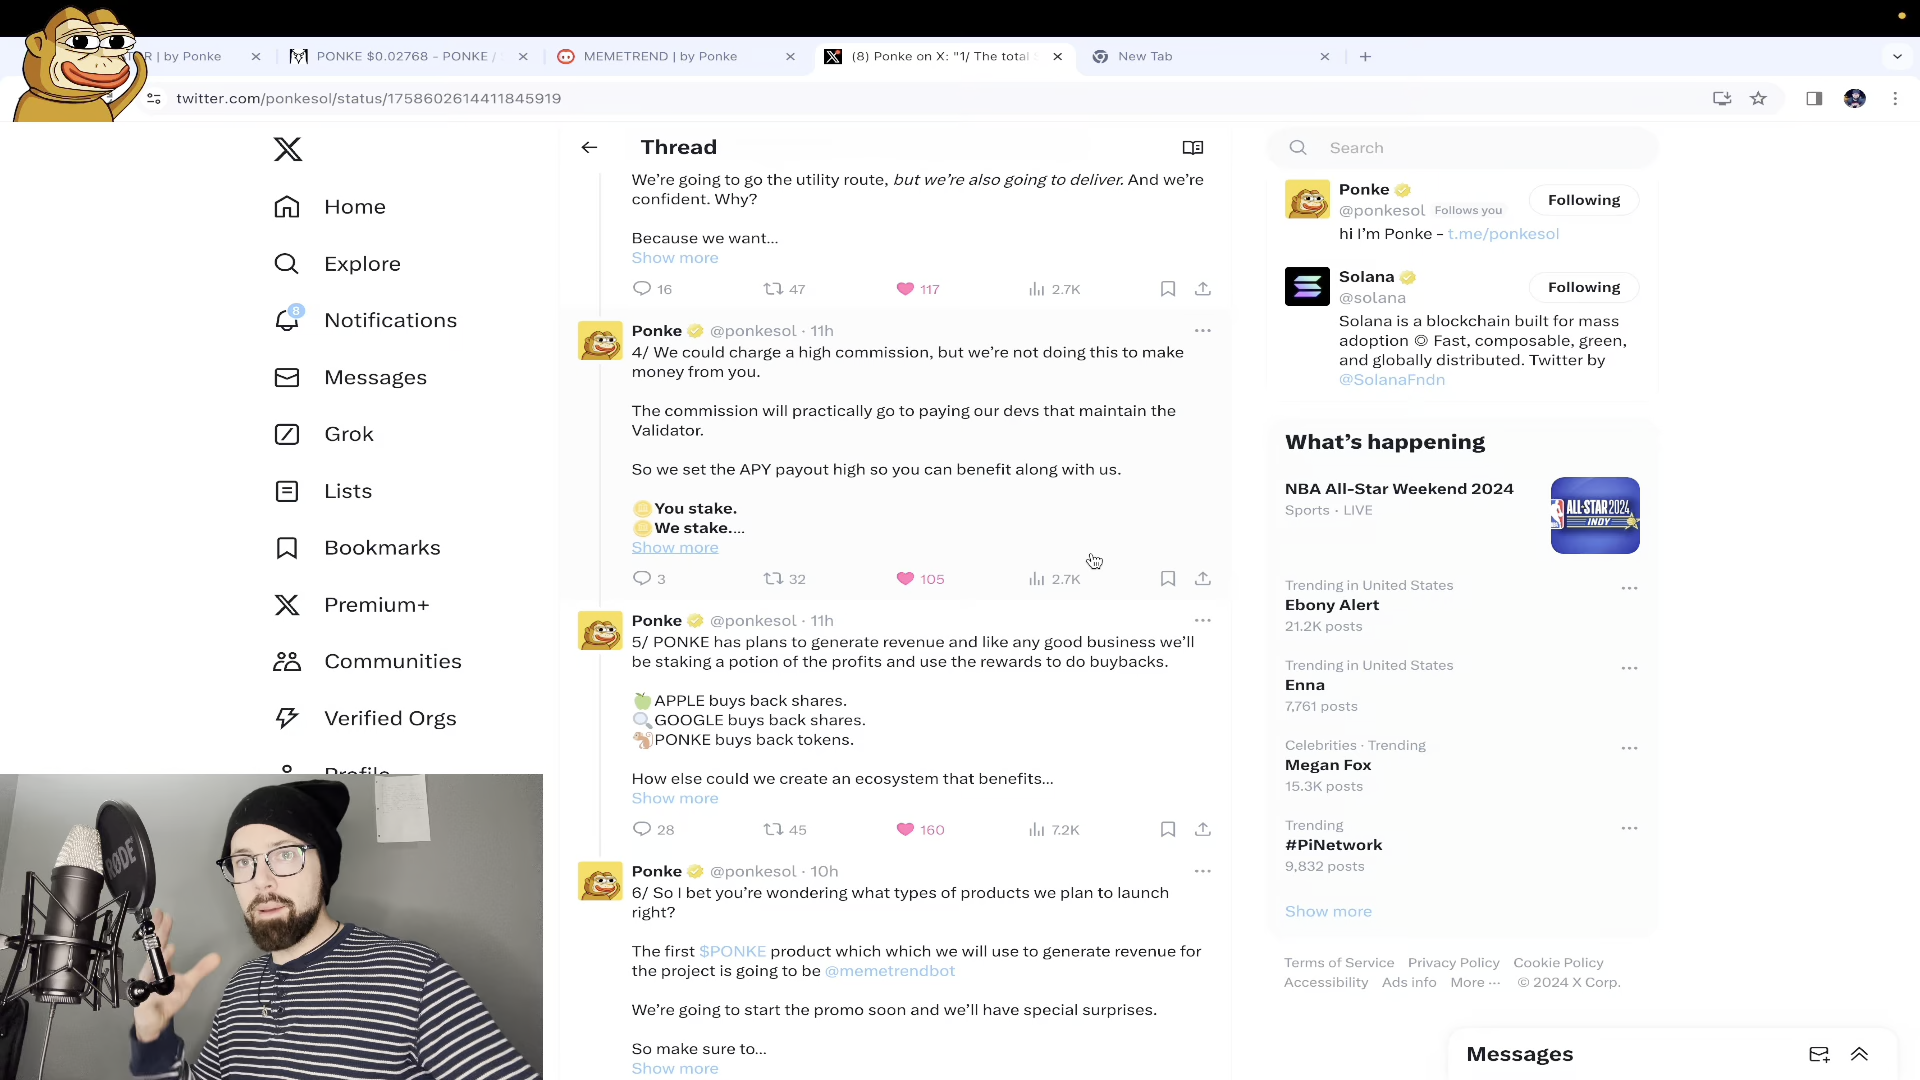 OR | by Ponke
PONKE $0.02768 - PONKE /
MEMETREND | by Ponke
(8) Ponke on X: "1/ The total
New Tab
twitter.com/ponkesol/status/1758602614411845919
Home
Explore
8
Notifications
Messages
Grok
Lists
Bookmarks
Premium+
Communities
Verified Orgs
Profile
RODE
Thread
We're going to go the utility route, but we're also going to deliver. And we're
confident. Why?
Because we want...
Show more
16 47 117 2.7K
Ponke @ponkesol · 11h
4/ We could charge a high commission, but we're not doing this to make
money from you.
The commission will practically go to paying our devs that maintain the
Validator.
So we set the APY payout high so you can benefit along with us.
🪙You stake.
🪙We stake....
Show more
3 32 105 2.7K
Ponke @ponkesol · 11h
5/ PONKE has plans to generate revenue and like any good business we'll
be staking a potion of the profits and use the rewards to do buybacks.
🍏APPLE buys back shares.
🔍GOOGLE buys back shares.
🐒PONKE buys back tokens.
How else could we create an ecosystem that benefits...
Show more
28 45 160 7.2K
Ponke @ponkesol · 10h
6/ So I bet you're wondering what types of products we plan to launch
right?
The first $PONKE product which which we will use to generate revenue for
the project is going to be @memetrendbot
We're going to start the promo soon and we'll have special surprises.
So make sure to...
Show more
Search
Ponke
@ponkesol Follows you
Following
hi I'm Ponke - t.me/ponkesol
Solana
@solana
Following
Solana is a blockchain built for mass
adoption ◎ Fast, composable, green,
and globally distributed. Twitter by
@SolanaFndn
What's happening
NBA All-Star Weekend 2024
Sports · LIVE
ALL-STAR 2024
INDY
Trending in United States
Ebony Alert
21.2K posts
Trending in United States
Enna
7,761 posts
Celebrities · Trending
Megan Fox
15.3K posts
Trending
#PiNetwork
9,832 posts
Show more
Terms of Service Privacy Policy Cookie Policy
Accessibility Ads info More ··· © 2024 X Corp.
Messages